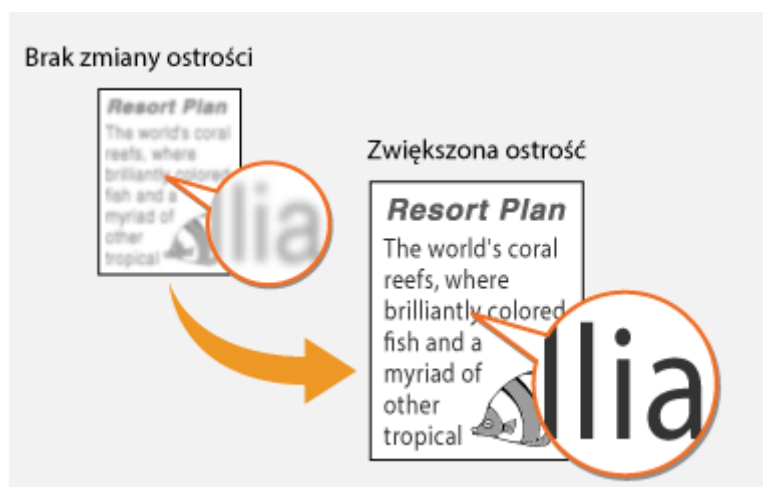 Brak zmiany ostrości
Resort Plan
The world's coral
reefs, where
brilliantly colored
fish and a
myriad of
other
tropical
lia
Zwiększona ostrość
Resort Plan
The world's coral
reefs, where
brilliantly colored
fish and a
myriad of
other
tropical
llia